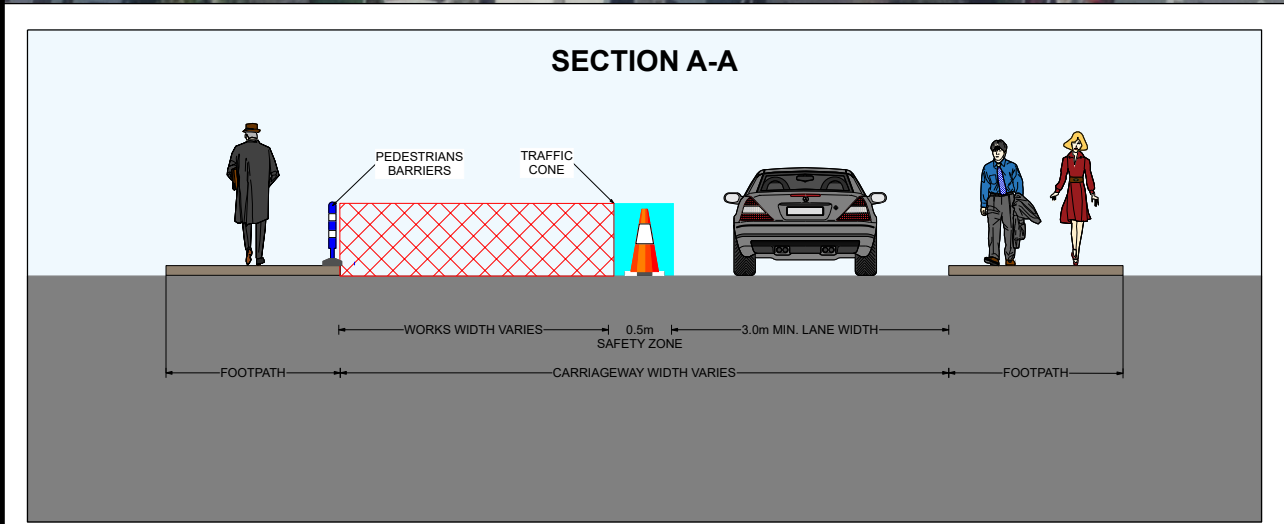 SECTION A-A
PEDESTRIANS
BARRIERS
TRAFFIC
CONE
WORKS WIDTH VARIES
0.5m
SAFETY ZONE
3.0m MIN. LANE WIDTH
FOOTPATH
CARRIAGEWAY WIDTH VARIES
FOOTPATH